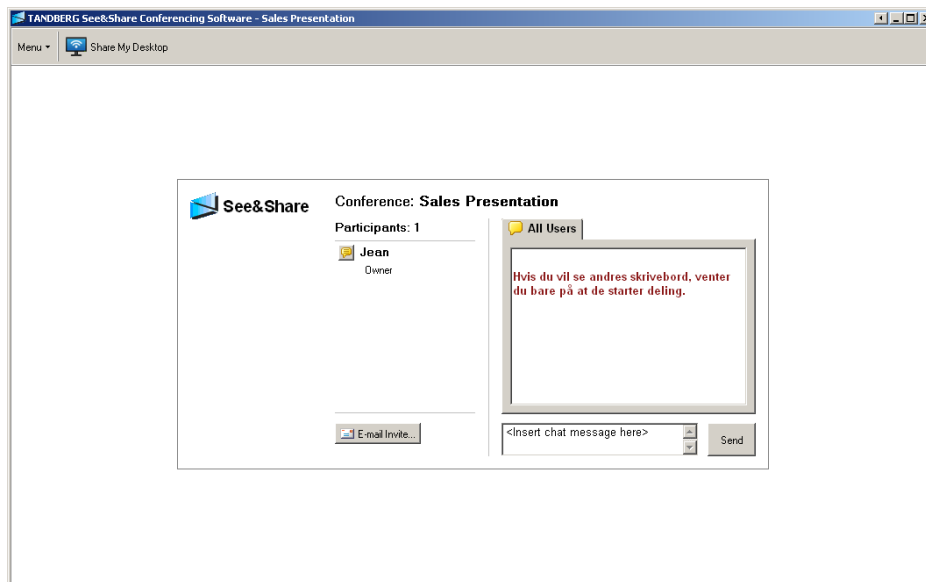 TANDBERG See&Share Conferencing Software - Sales Presentation
Menu
Share My Desktop
See&Share
Conference: Sales Presentation
Participants: 1
All Users
Jean
Owner
Hvis du vil se andres skrivebord, venter
du bare på at de starter deling.
E-mail Invite...
<Insert chat message here>
Send